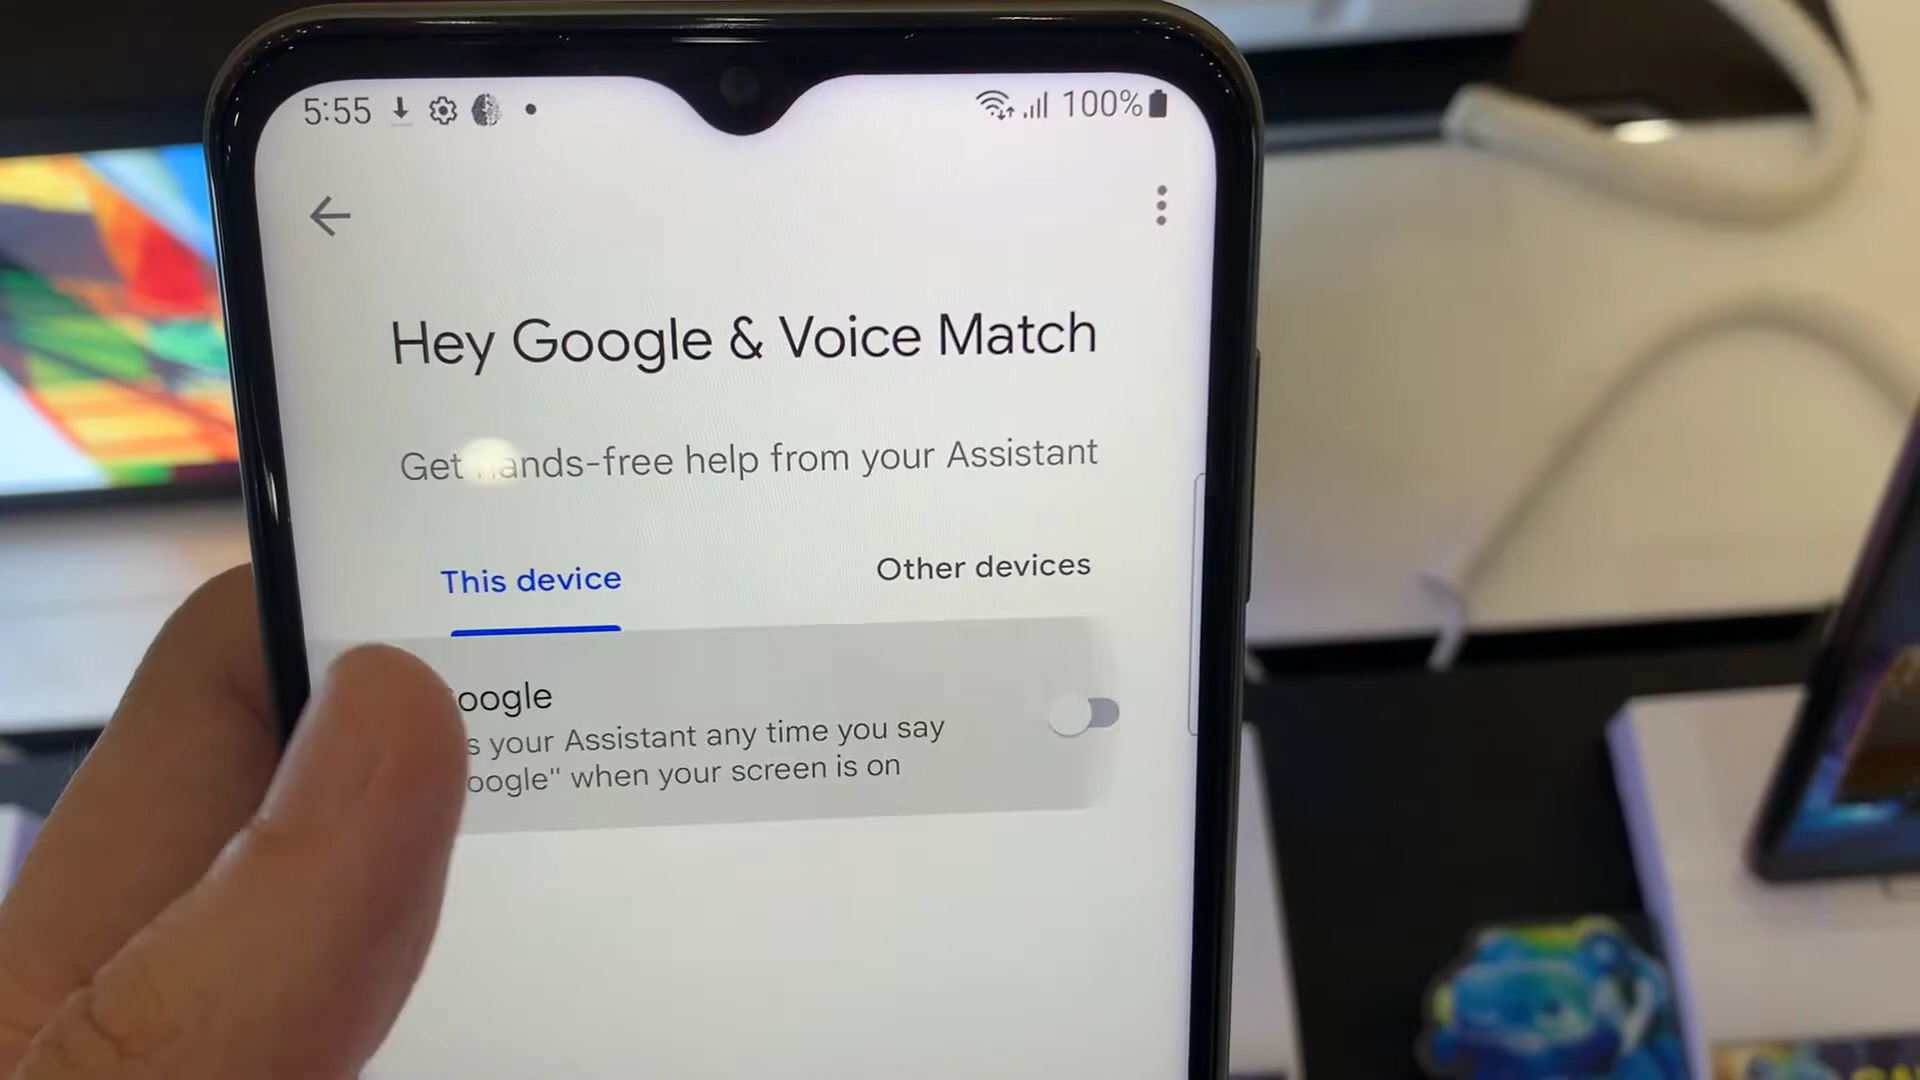 5:55
100%
Hey Google & Voice Match
Get hands-free help from your Assistant
This device
Other devices
oogle
s your Assistant any time you say
oogle" when your screen is on